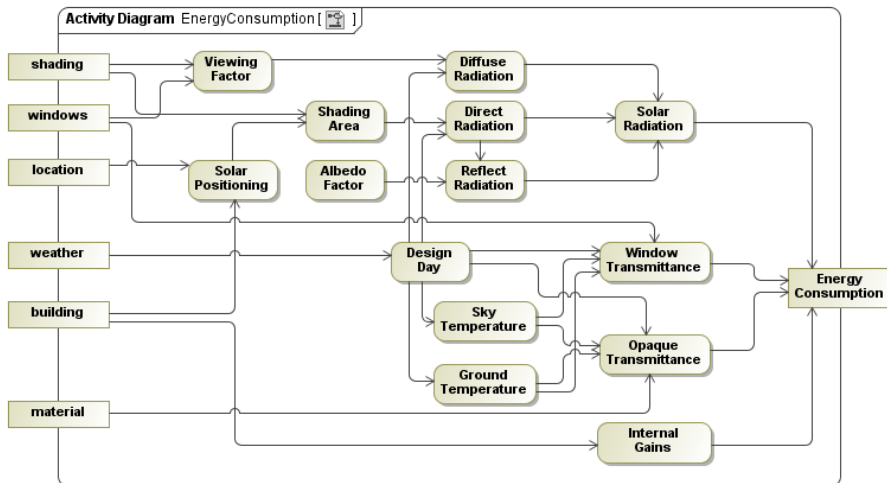 Activity Diagram EnergyConsumption [ ]
shading
windows
location
weather
building
material
Viewing
Factor
Diffuse
Radiation
Shading
Area
Direct
Radiation
Solar
Radiation
Solar
Positioning
Albedo
Factor
Reflect
Radiation
Design
Day
Window
Transmittance
Energy
Consumption
Sky
Temperature
Opaque
Transmittance
Ground
Temperature
Internal
Gains